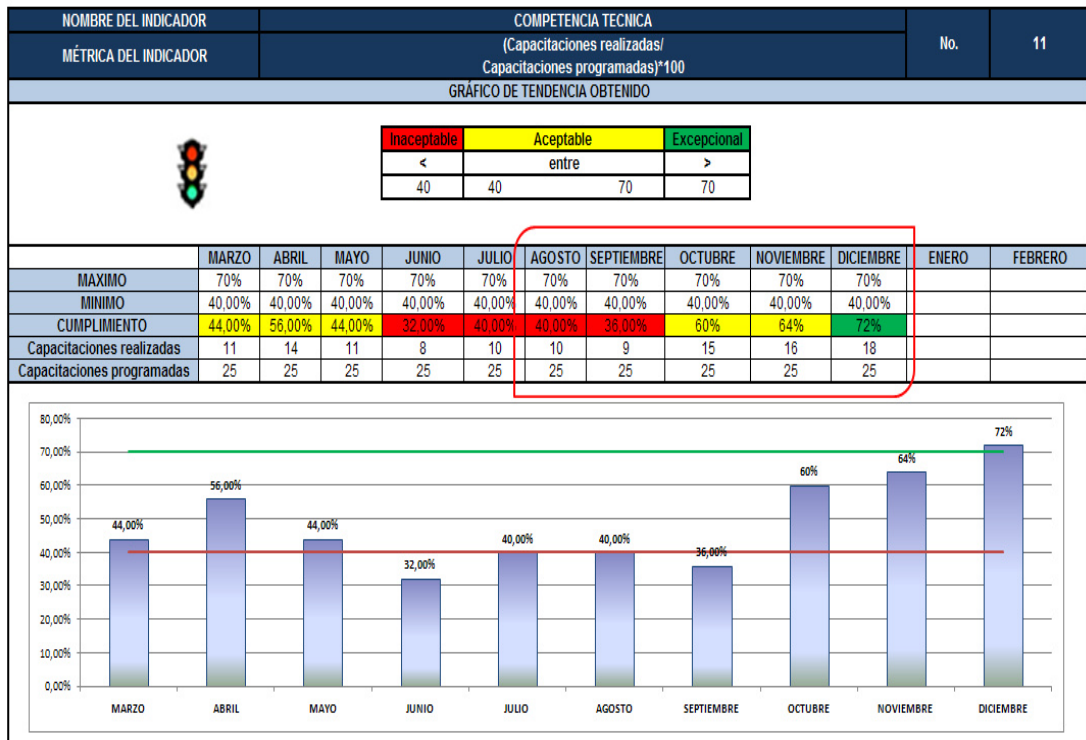 NOMBRE DEL INDICADOR COMPETENCIA TECNICA No. 11
MÉTRICA DEL INDICADOR (Capacitaciones realizadas/
Capacitaciones programadas)*100
GRÁFICO DE TENDENCIA OBTENIDO
Inaceptable Aceptable Excepcional
< entre >
40 40 70 70
MARZO ABRIL MAYO JUNIO JULIO AGOSTO SEPTIEMBRE OCTUBRE NOVIEMBRE DICIEMBRE ENERO FEBRERO
MAXIMO 70% 70% 70% 70% 70% 70% 70% 70% 70% 70%
MINIMO 40,00% 40,00% 40,00% 40,00% 40,00% 40,00% 40,00% 40,00% 40,00% 40,00%
CUMPLIMIENTO 44,00% 56,00% 44,00% 32,00% 40,00% 40,00% 36,00% 60% 64% 72%
Capacitaciones realizadas 11 14 11 8 10 10 9 15 16 18
Capacitaciones programadas 25 25 25 25 25 25 25 25 25 25
80,00%
70,00%
60,00%
50,00%
40,00%
30,00%
20,00%
10,00%
0,00%
44,00% 56,00% 44,00% 32,00% 40,00% 40,00% 36,00% 60% 64% 72%
MARZO ABRIL MAYO JUNIO JULIO AGOSTO SEPTIEMBRE OCTUBRE NOVIEMBRE DICIEMBRE